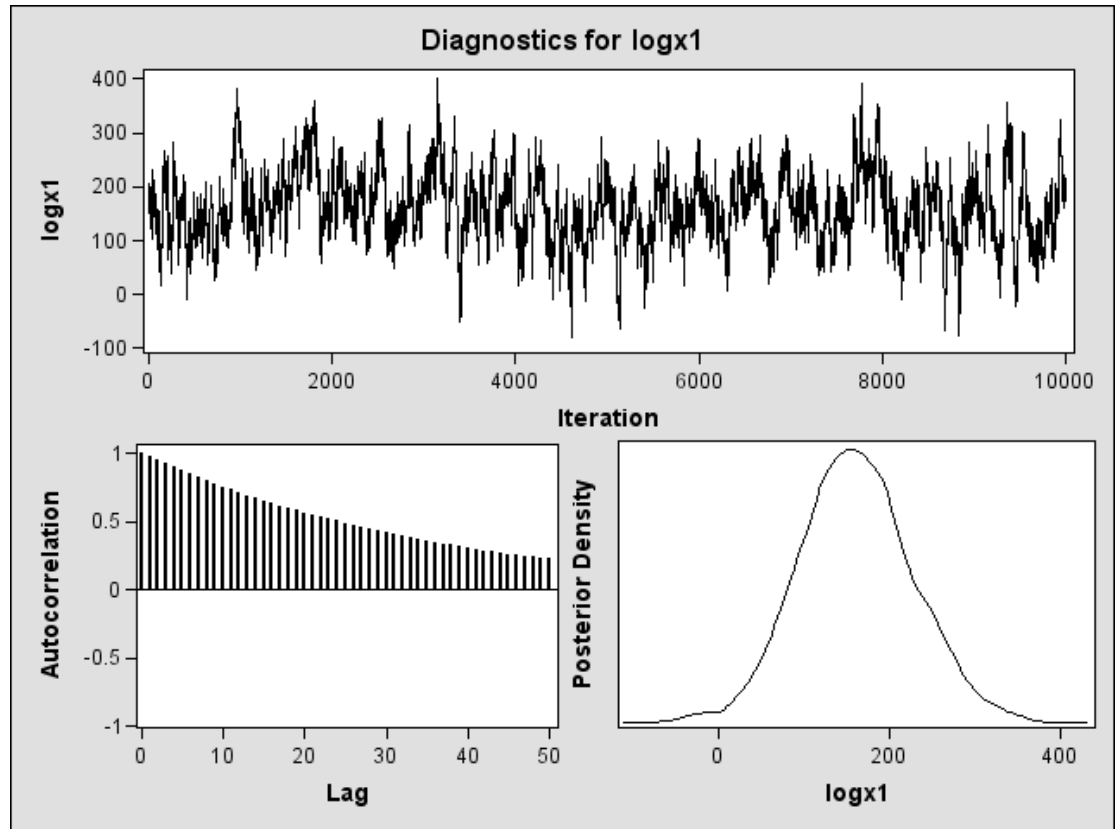 Diagnostics for logx1
logx1
400
300
200
100
0
-100
0 2000 4000 6000 8000 10000
Iteration
Autocorrelation
1
0.5
0
-0.5
-1
0 10 20 30 40 50
Lag
Posterior Density
0 200 400
logx1